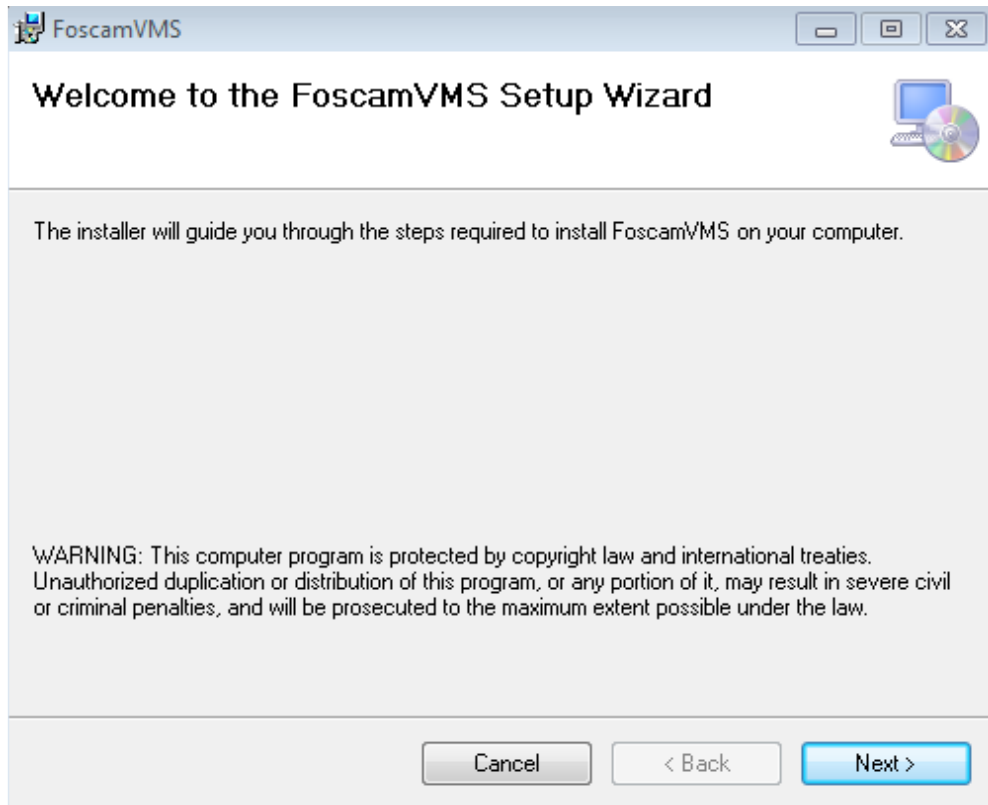 FoscamVMS
Welcome to the FoscamVMS Setup Wizard
The installer will guide you through the steps required to install FoscamVMS on your computer.
WARNING: This computer program is protected by copyright law and international treaties.
Unauthorized duplication or distribution of this program, or any portion of it, may result in severe civil
or criminal penalties, and will be prosecuted to the maximum extent possible under the law.
Cancel
< Back
Next >